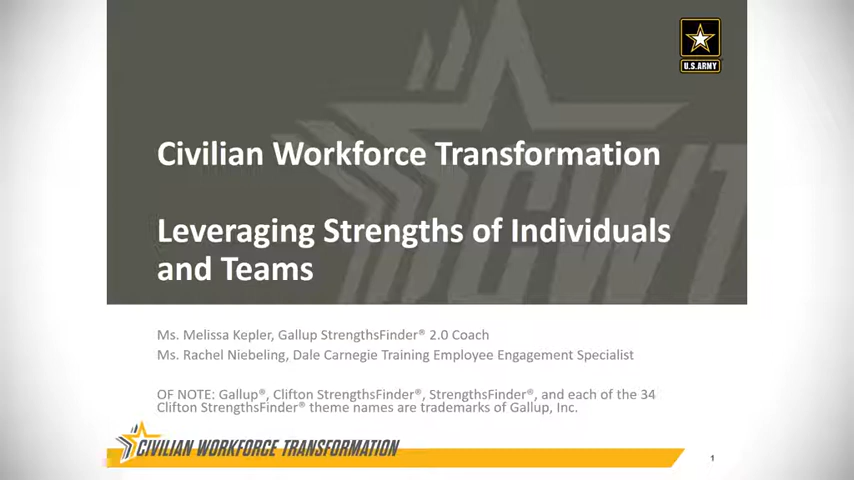 U.S.ARMY
Civilian Workforce Transformation
Leveraging Strengths of Individuals
and Teams
CWT
Ms. Melissa Kepler, Gallup StrengthsFinder® 2.0 Coach
Ms. Rachel Niebeling, Dale Carnegie Training Employee Engagement Specialist
OF NOTE: Gallup®, Clifton StrengthsFinder®, StrengthsFinder®, and each of the 34
Clifton StrengthsFinder® theme names are trademarks of Gallup, Inc.
CIVILIAN WORKFORCE TRANSFORMATION
1